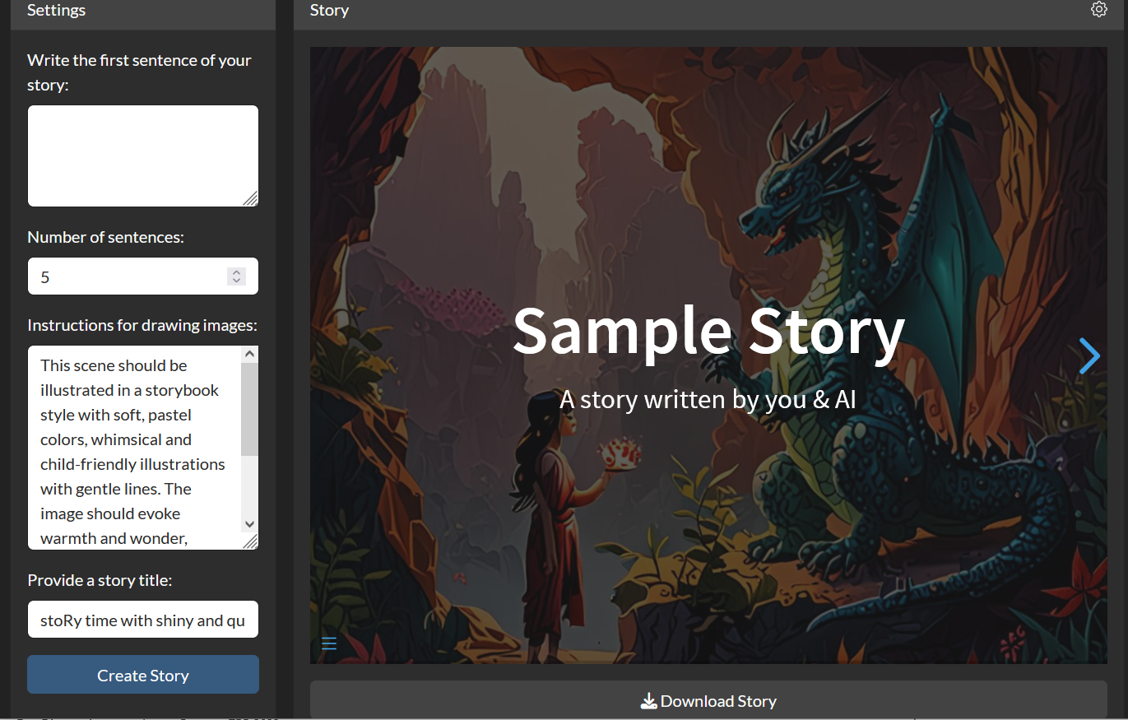 Settings
Write the first sentence of your
story:
Number of sentences:
5
Instructions for drawing images:
This scene should be
illustrated in a storybook
style with soft, pastel
colors, whimsical and
child-friendly illustrations
with gentle lines. The
image should evoke
warmth and wonder,
Provide a story title:
stoRy time with shiny and qu
Create Story
Story
Sample Story
A story written by you & AI
Download Story